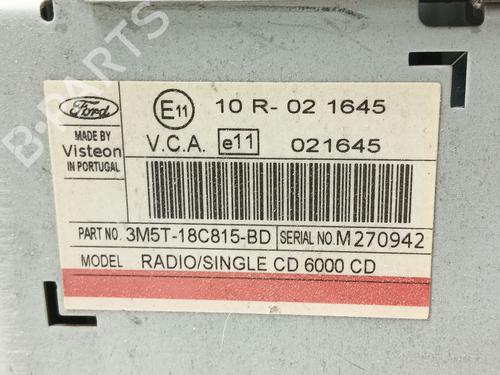 Ford
MADE BY
Visteon
IN PORTUGAL
E11 10 R- 02 1645
V.C.A. e11 021645
PART NO. 3M5T-18C815-BD SERIAL NO. M270942
MODEL RADIO/SINGLE CD 6000 CD
B-PARTS